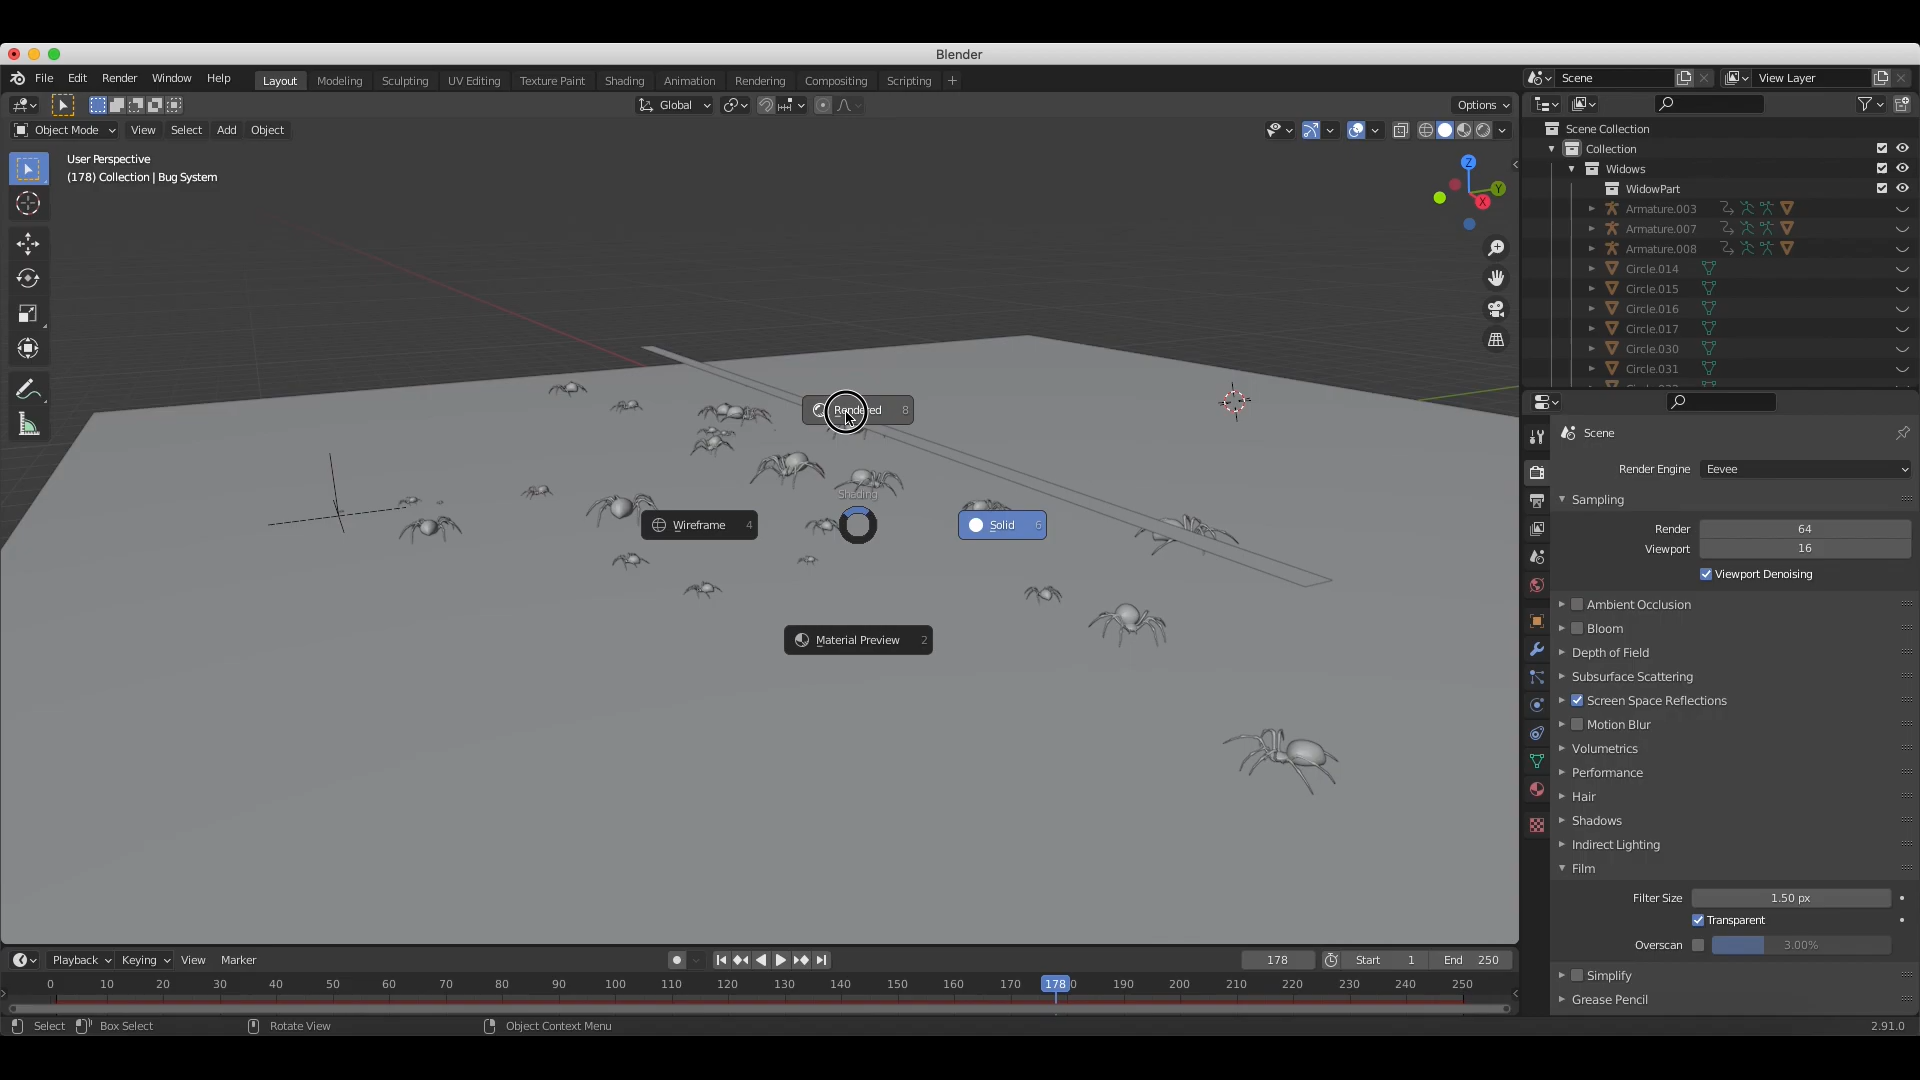 Blender
File Edit Render Window Help
Layout Modeling Sculpting UV Editing Texture Paint Shading Animation Rendering Compositing Scripting +
Scene
View Layer
Global
Options
Object Mode View Select Add Object
User Perspective
(178) Collection | Bug System
Z
Y
X
Rendered 8
Shading
Wireframe 4
Solid 6
Material Preview 2
Scene Collection
Collection
Widows
WidowPart
Armature.003
Armature.007
Armature.008
Circle.014
Circle.015
Circle.016
Circle.017
Circle.030
Circle.031
Scene
Render Engine Eevee
Sampling
Render 64
Viewport 16
Viewport Denoising
Ambient Occlusion
Bloom
Depth of Field
Subsurface Scattering
Screen Space Reflections
Motion Blur
Volumetrics
Performance
Hair
Shadows
Indirect Lighting
Film
Filter Size 1.50 px
Transparent
Overscan 3.00%
Simplify
Grease Pencil
Playback Keying View Marker
178 Start 1 End 250
0 10 20 30 40 50 60 70 80 90 100 110 120 130 140 150 160 170 178 190 200 210 220 230 240 250
Select Box Select Rotate View Object Context Menu
2.91.0